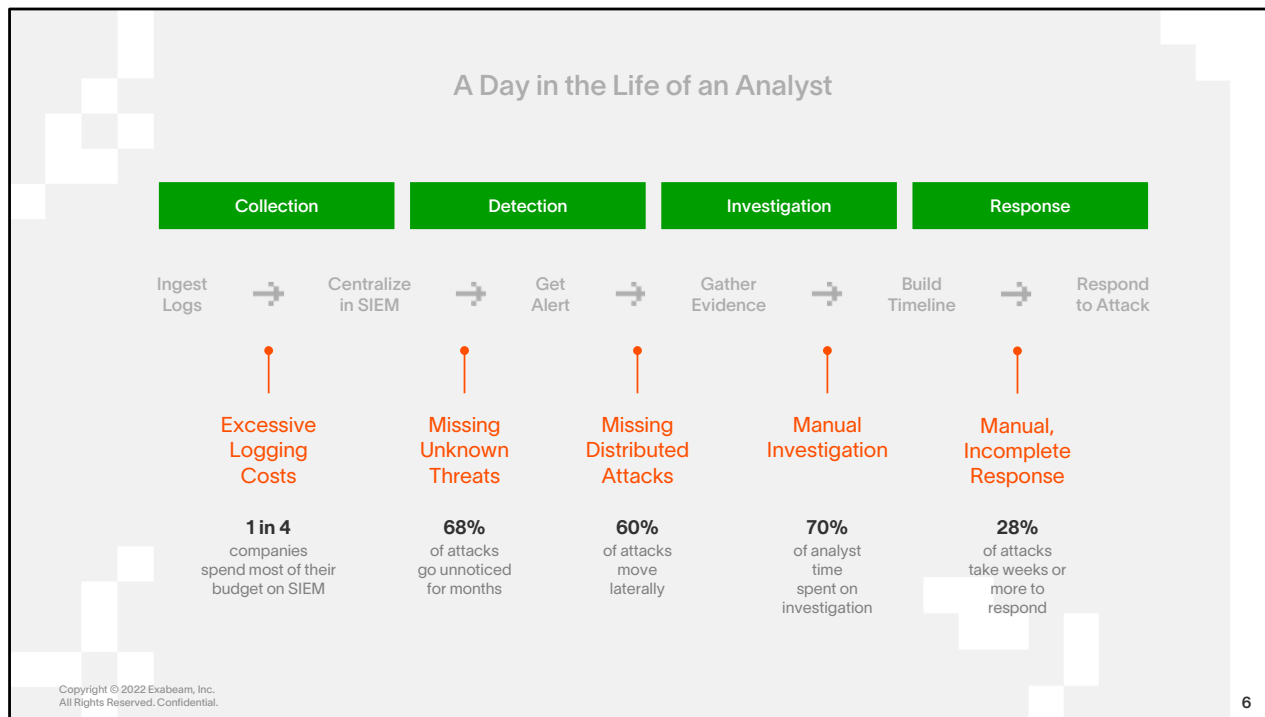 A Day in the Life of an Analyst
Collection
Detection
Investigation
Response
Ingest
Logs
Centralize
in SIEM
Get
Alert
Gather
Evidence
Build
Timeline
Respond
to Attack
Excessive
Logging
Costs
Missing
Unknown
Threats
Missing
Distributed
Attacks
Manual
Investigation
Manual,
Incomplete
Response
1 in 4
companies
spend most of their
budget on SIEM
68%
of attacks
go unnoticed
for months
60%
of attacks
move
laterally
70%
of analyst
time
spent on
investigation
28%
of attacks
take weeks or
more to
respond
Copyright © 2022 Exabeam, Inc.
All Rights Reserved. Confidential.
6